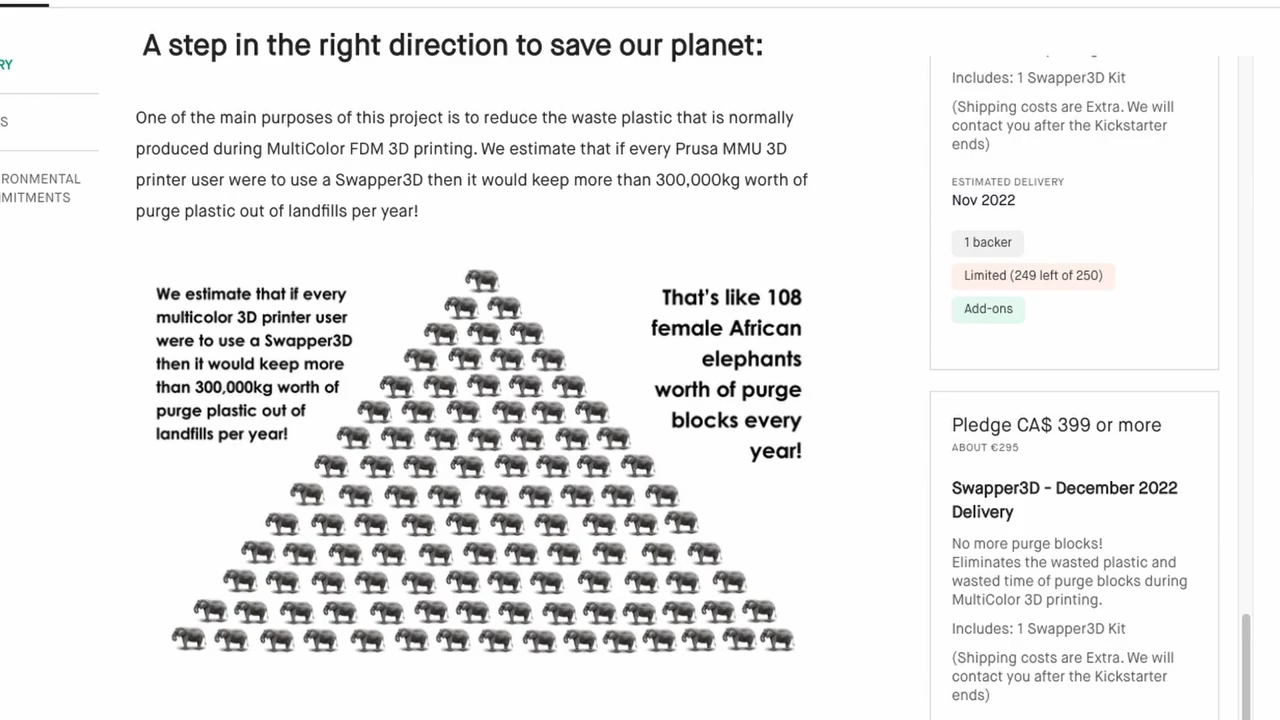 A step in the right direction to save our planet:
RY
S
RONMENTAL
MITMENTS
One of the main purposes of this project is to reduce the waste plastic that is normally
produced during MultiColor FDM 3D printing. We estimate that if every Prusa MMU 3D
printer user were to use a Swapper3D then it would keep more than 300,000kg worth of
purge plastic out of landfills per year!
We estimate that if every
multicolor 3D printer user
were to use a Swapper3D
then it would keep more
than 300,000kg worth of
purge plastic out of
landfills per year!
That's like 108
female African
elephants
worth of purge
blocks every
year!
Includes: 1 Swapper3D Kit
(Shipping costs are Extra. We will
contact you after the Kickstarter
ends)
ESTIMATED DELIVERY
Nov 2022
1 backer
Limited (249 left of 250)
Add-ons
Pledge CA$ 399 or more
ABOUT €295
Swapper3D - December 2022
Delivery
No more purge blocks!
Eliminates the wasted plastic and
wasted time of purge blocks during
MultiColor 3D printing.
Includes: 1 Swapper3D Kit
(Shipping costs are Extra. We will
contact you after the Kickstarter
ends)